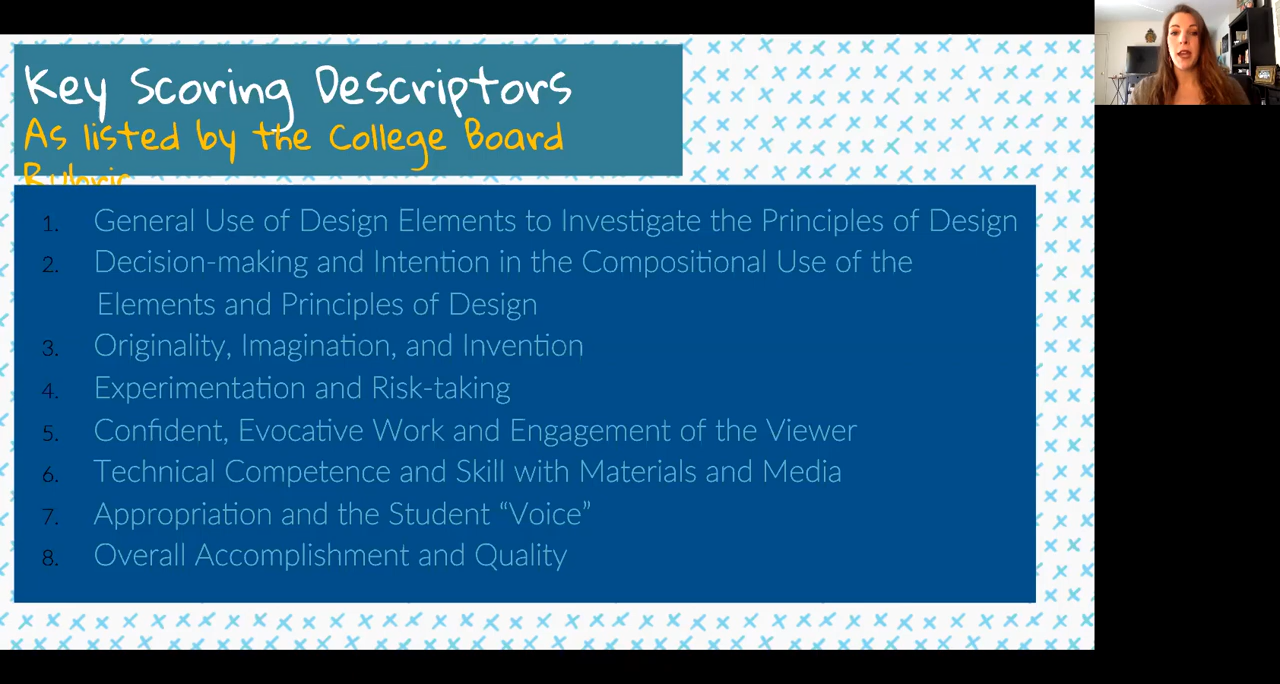 Key Scoring Descriptors
As listed by the College Board
Rubric
1. General Use of Design Elements to Investigate the Principles of Design
2. Decision-making and Intention in the Compositional Use of the
Elements and Principles of Design
3. Originality, Imagination, and Invention
4. Experimentation and Risk-taking
5. Confident, Evocative Work and Engagement of the Viewer
6. Technical Competence and Skill with Materials and Media
7. Appropriation and the Student “Voice”
8. Overall Accomplishment and Quality